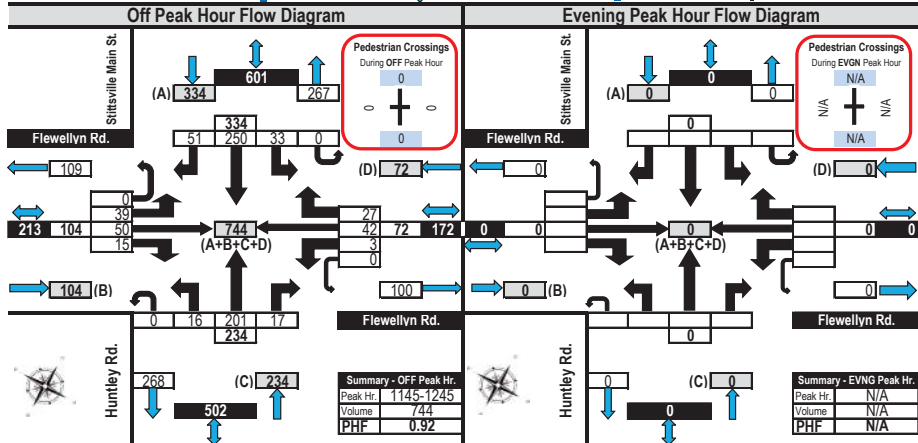 Off Peak Hour Flow Diagram
Stittsville Main St.
Pedestrian Crossings
During OFF Peak Hour
0
0
0
0
601
(A) 334
267
334
51 250 33 0
Flewellyn Rd.
109
(D) 72
0
39
213 104 50
15
744
(A+B+C+D)
27
42 72 172
3
0
104 (B)
100
0 16 201 17
234
Flewellyn Rd.
Huntley Rd.
268
(C) 234
502
Summary - OFF Peak Hr.
Peak Hr. 1145-1245
Volume 744
PHF 0.92
Evening Peak Hour Flow Diagram
Stittsville Main St.
Pedestrian Crossings
During EVGN Peak Hour
N/A
N/A
N/A
N/A
0
(A) 0
0
0
Flewellyn Rd.
0
(D) 0
0 0
0
(A+B+C+D)
0 0
0 (B)
0
0
Flewellyn Rd.
Huntley Rd.
0
(C) 0
0
Summary - EVNG Peak Hr.
Peak Hr. N/A
Volume N/A
PHF N/A